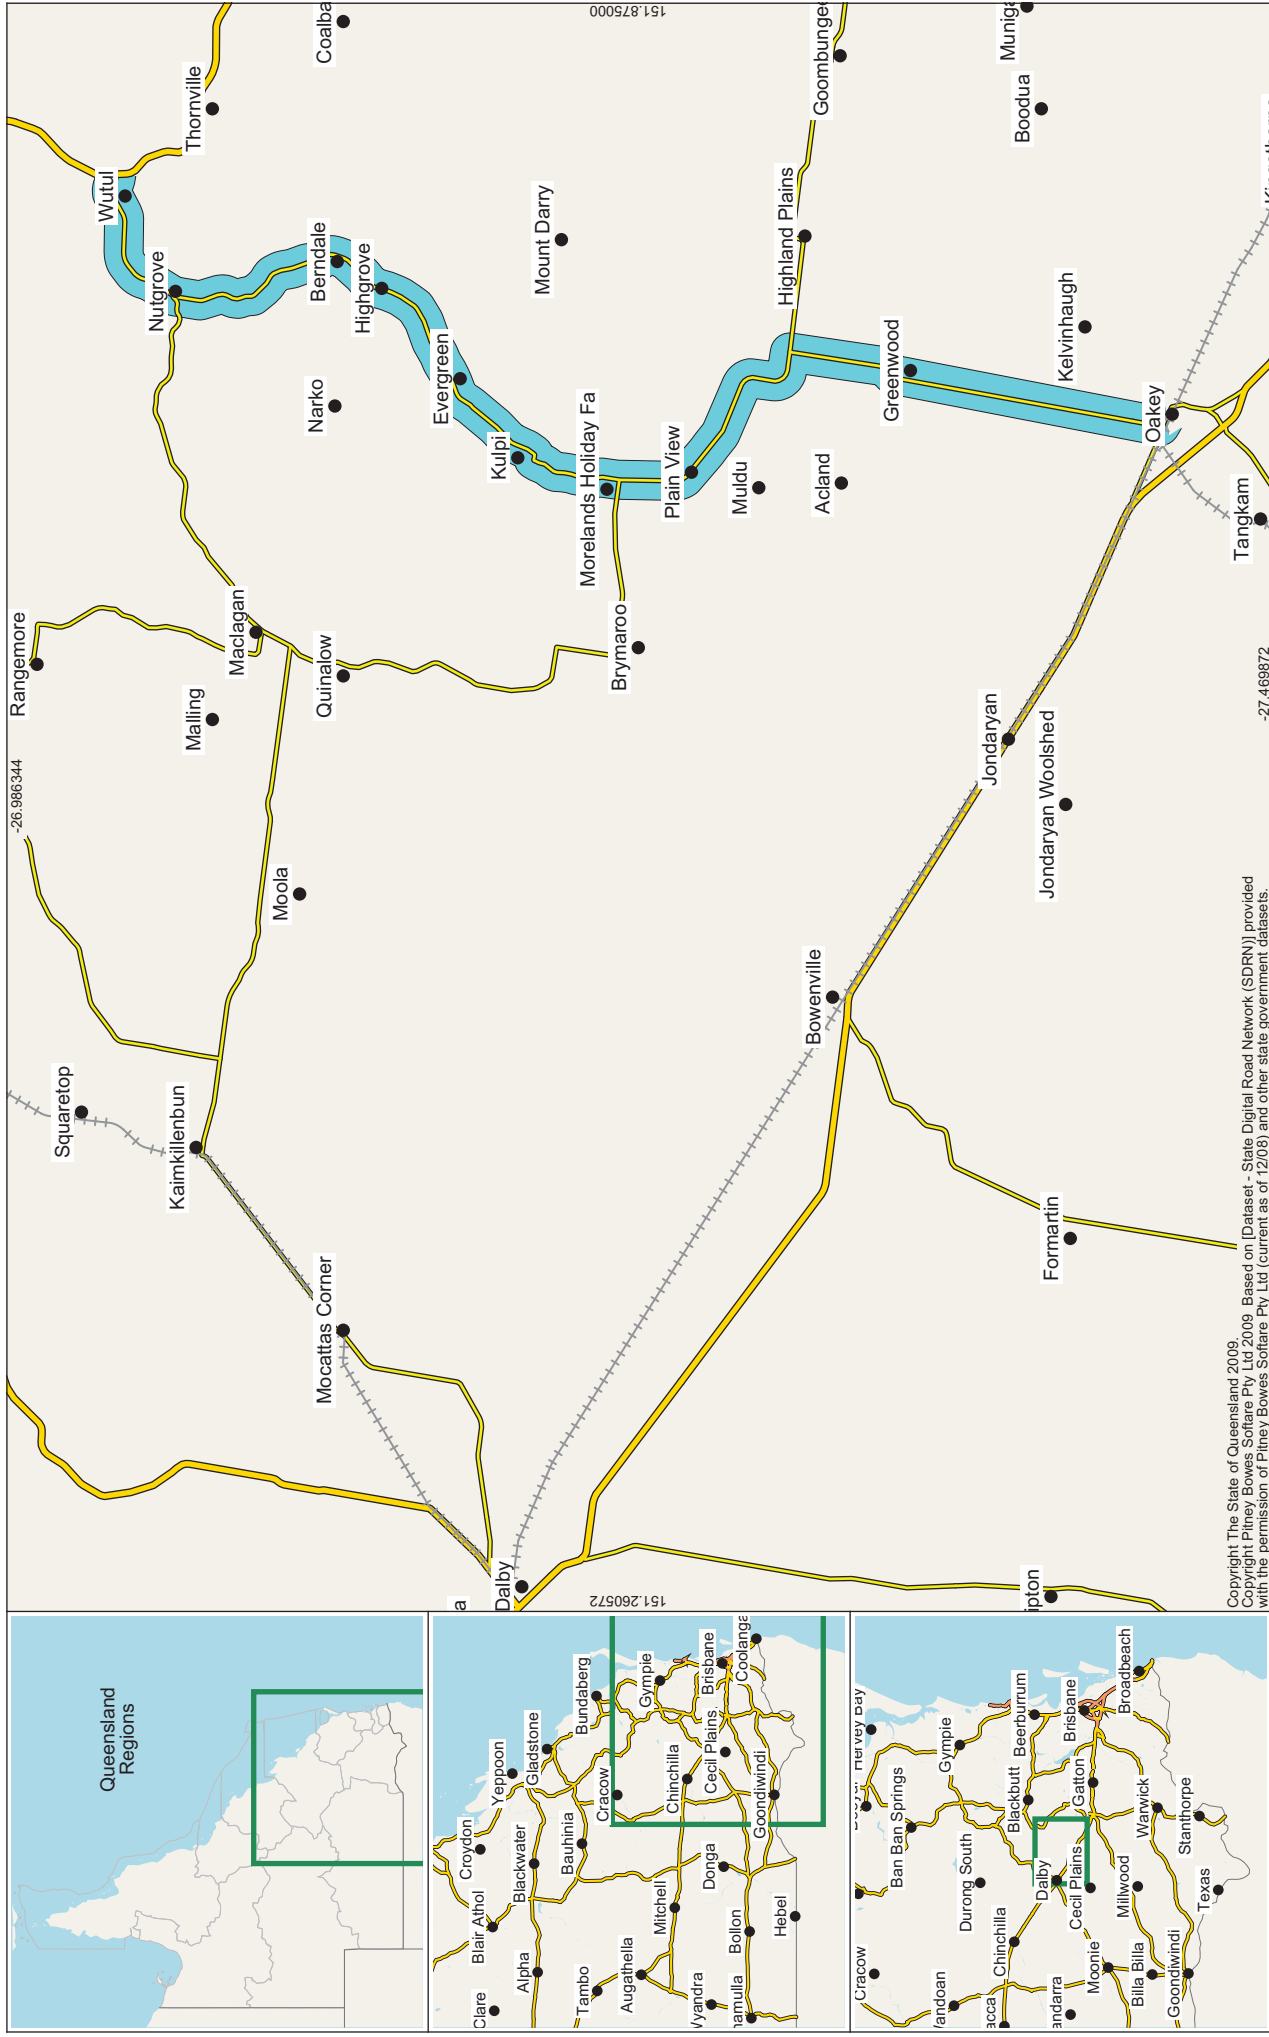 Queensland
Regions
Yeppoon
Croydon
Gladstone
Blackwater
Blair Athol
Clare
Alpha
Bundaberg
Bauhinia
Cracow
Gympie
Tambo
Augathella
Mitchell
Chinchilla
Cecil Plains
Brisbane
Coolanga
Donga
Wyandra
Bollon
Goondiwindi
Hebel
Hervey Bay
Ban Ban Springs
Gympie
Cracow
Durong South
Beerburrum
Blackbutt
Brisbane
Broadbeach
Gatton
Dalby
Cecil Plains
Chinchilla
Moonie
Millwood
Warwick
Stanthorpe
Billa Billa
Goondiwindi
Texas
-26.986344
Rangemore
Squaretop
Wutul
Thornville
Coalba
Nutgrove
Malling
Maclagan
Kaimkillenbun
Moola
Quinalow
Narko
Berndale
Highgrove
Mocattas Corner
Evergreen
Kulpi
Mount Darry
Morelands Holiday Fa
Brymaroo
Plain View
Muldu
Acland
Highland Plains
Goombungee
Dalby
a
151.260572
151.875000
Bowenville
Greenwood
Jondaryan
Jondaryan Woolshed
Kelvinhaugh
Boodua
Muniga
Formartin
ipton
Oakey
Tangkam
-27.469872
Copyright The State of Queensland 2009.
Copyright Pitney Bowes Softare Pty Ltd 2009 Based on [Dataset - State Digital Road Network (SDRN)] provided
with the permission of Pitney Bowes Softare Pty Ltd (current as of 12/08) and other state government datasets.